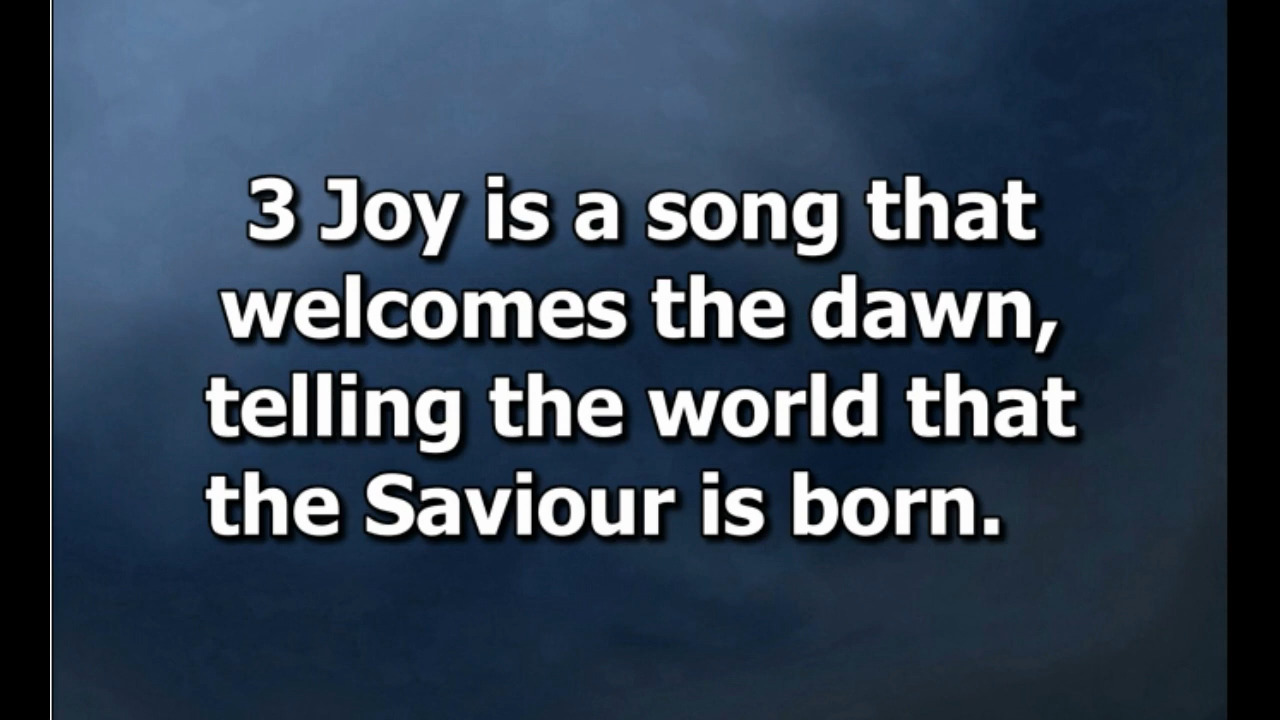 3 Joy is a song that
welcomes the dawn,
telling the world that
the Saviour is born.